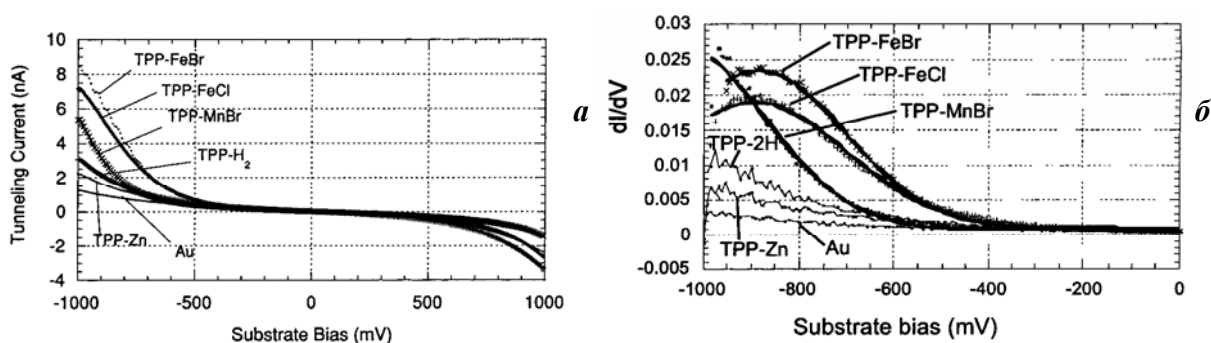 10
8
6
4
2
0
-2
-4
Tunneling Current (nA)
TPP-FeBr
TPP-FeCl
TPP-MnBr
TPP-H2
TPP-Zn
Au
-1000
-500
0
500
1000
Substrate Bias (mV)
а
0.03
0.025
0.02
0.015
0.01
0.005
0
-0.005
dI/dV
TPP-FeBr
TPP-FeCl
TPP-MnBr
TPP-2H
TPP-Zn
Au
-1000
-800
-600
-400
-200
0
Substrate bias (mV)
б